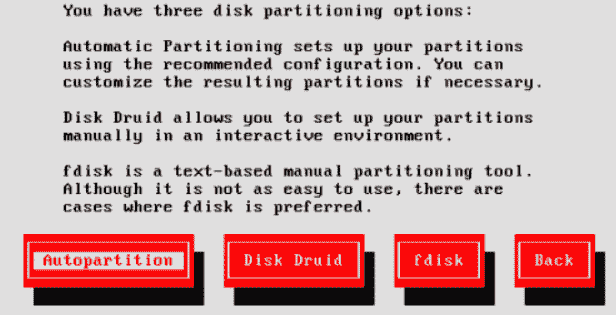 You have three disk partitioning options:
Automatic Partitioning sets up your partitions
using the recommended configuration. You can
customize the resulting partitions if necessary.
Disk Druid allows you to set up your partitions
manually in an interactive environment.
fdisk is a text-based manual partitioning tool.
Although it is not as easy to use, there are
cases where fdisk is preferred.
Autopartition Disk Druid fdisk Back